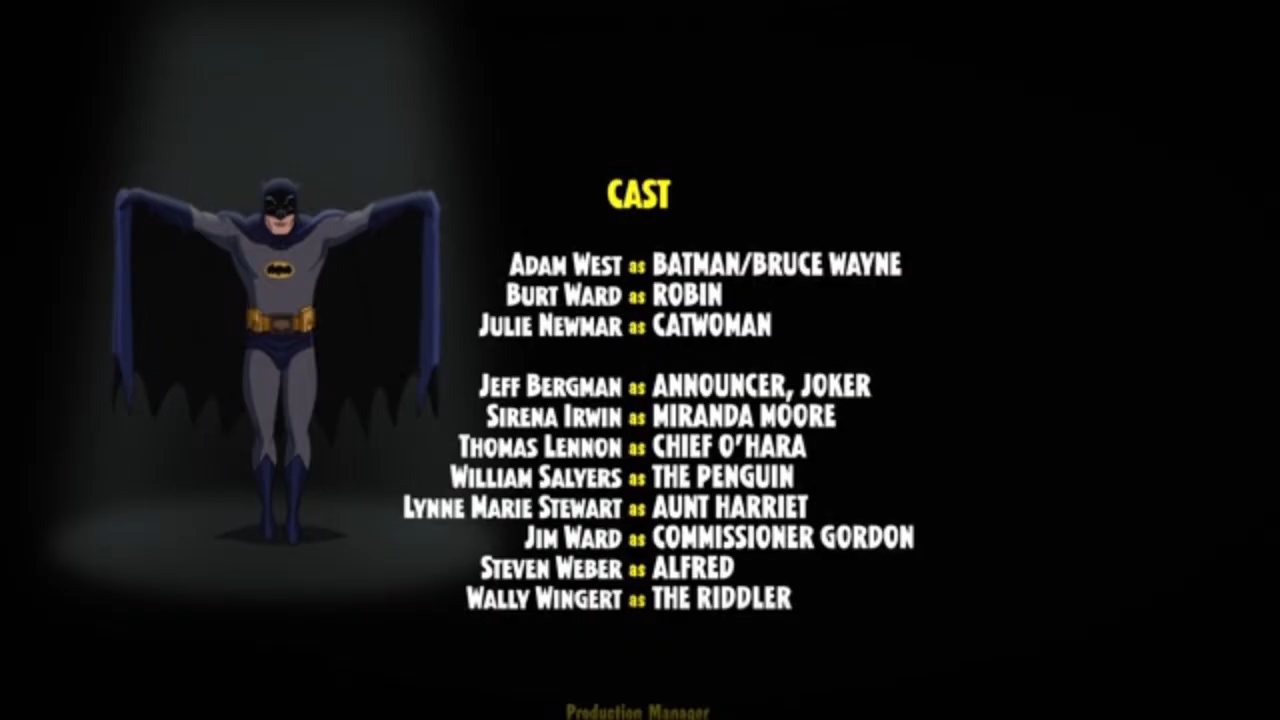 CAST
ADAM WEST as BATMAN/BRUCE WAYNE
BURT WARD as ROBIN
JULIE NEWMAR as CATWOMAN
JEFF BERGMAN as ANNOUNCER, JOKER
SIRENA IRWIN as MIRANDA MOORE
THOMAS LENNON as CHIEF O'HARA
WILLIAM SALYERS as THE PENGUIN
LYNNE MARIE STEWART as AUNT HARRIET
JIM WARD as COMMISSIONER GORDON
STEVEN WEBER as ALFRED
WALLY WINGERT as THE RIDDLER
Production Manager